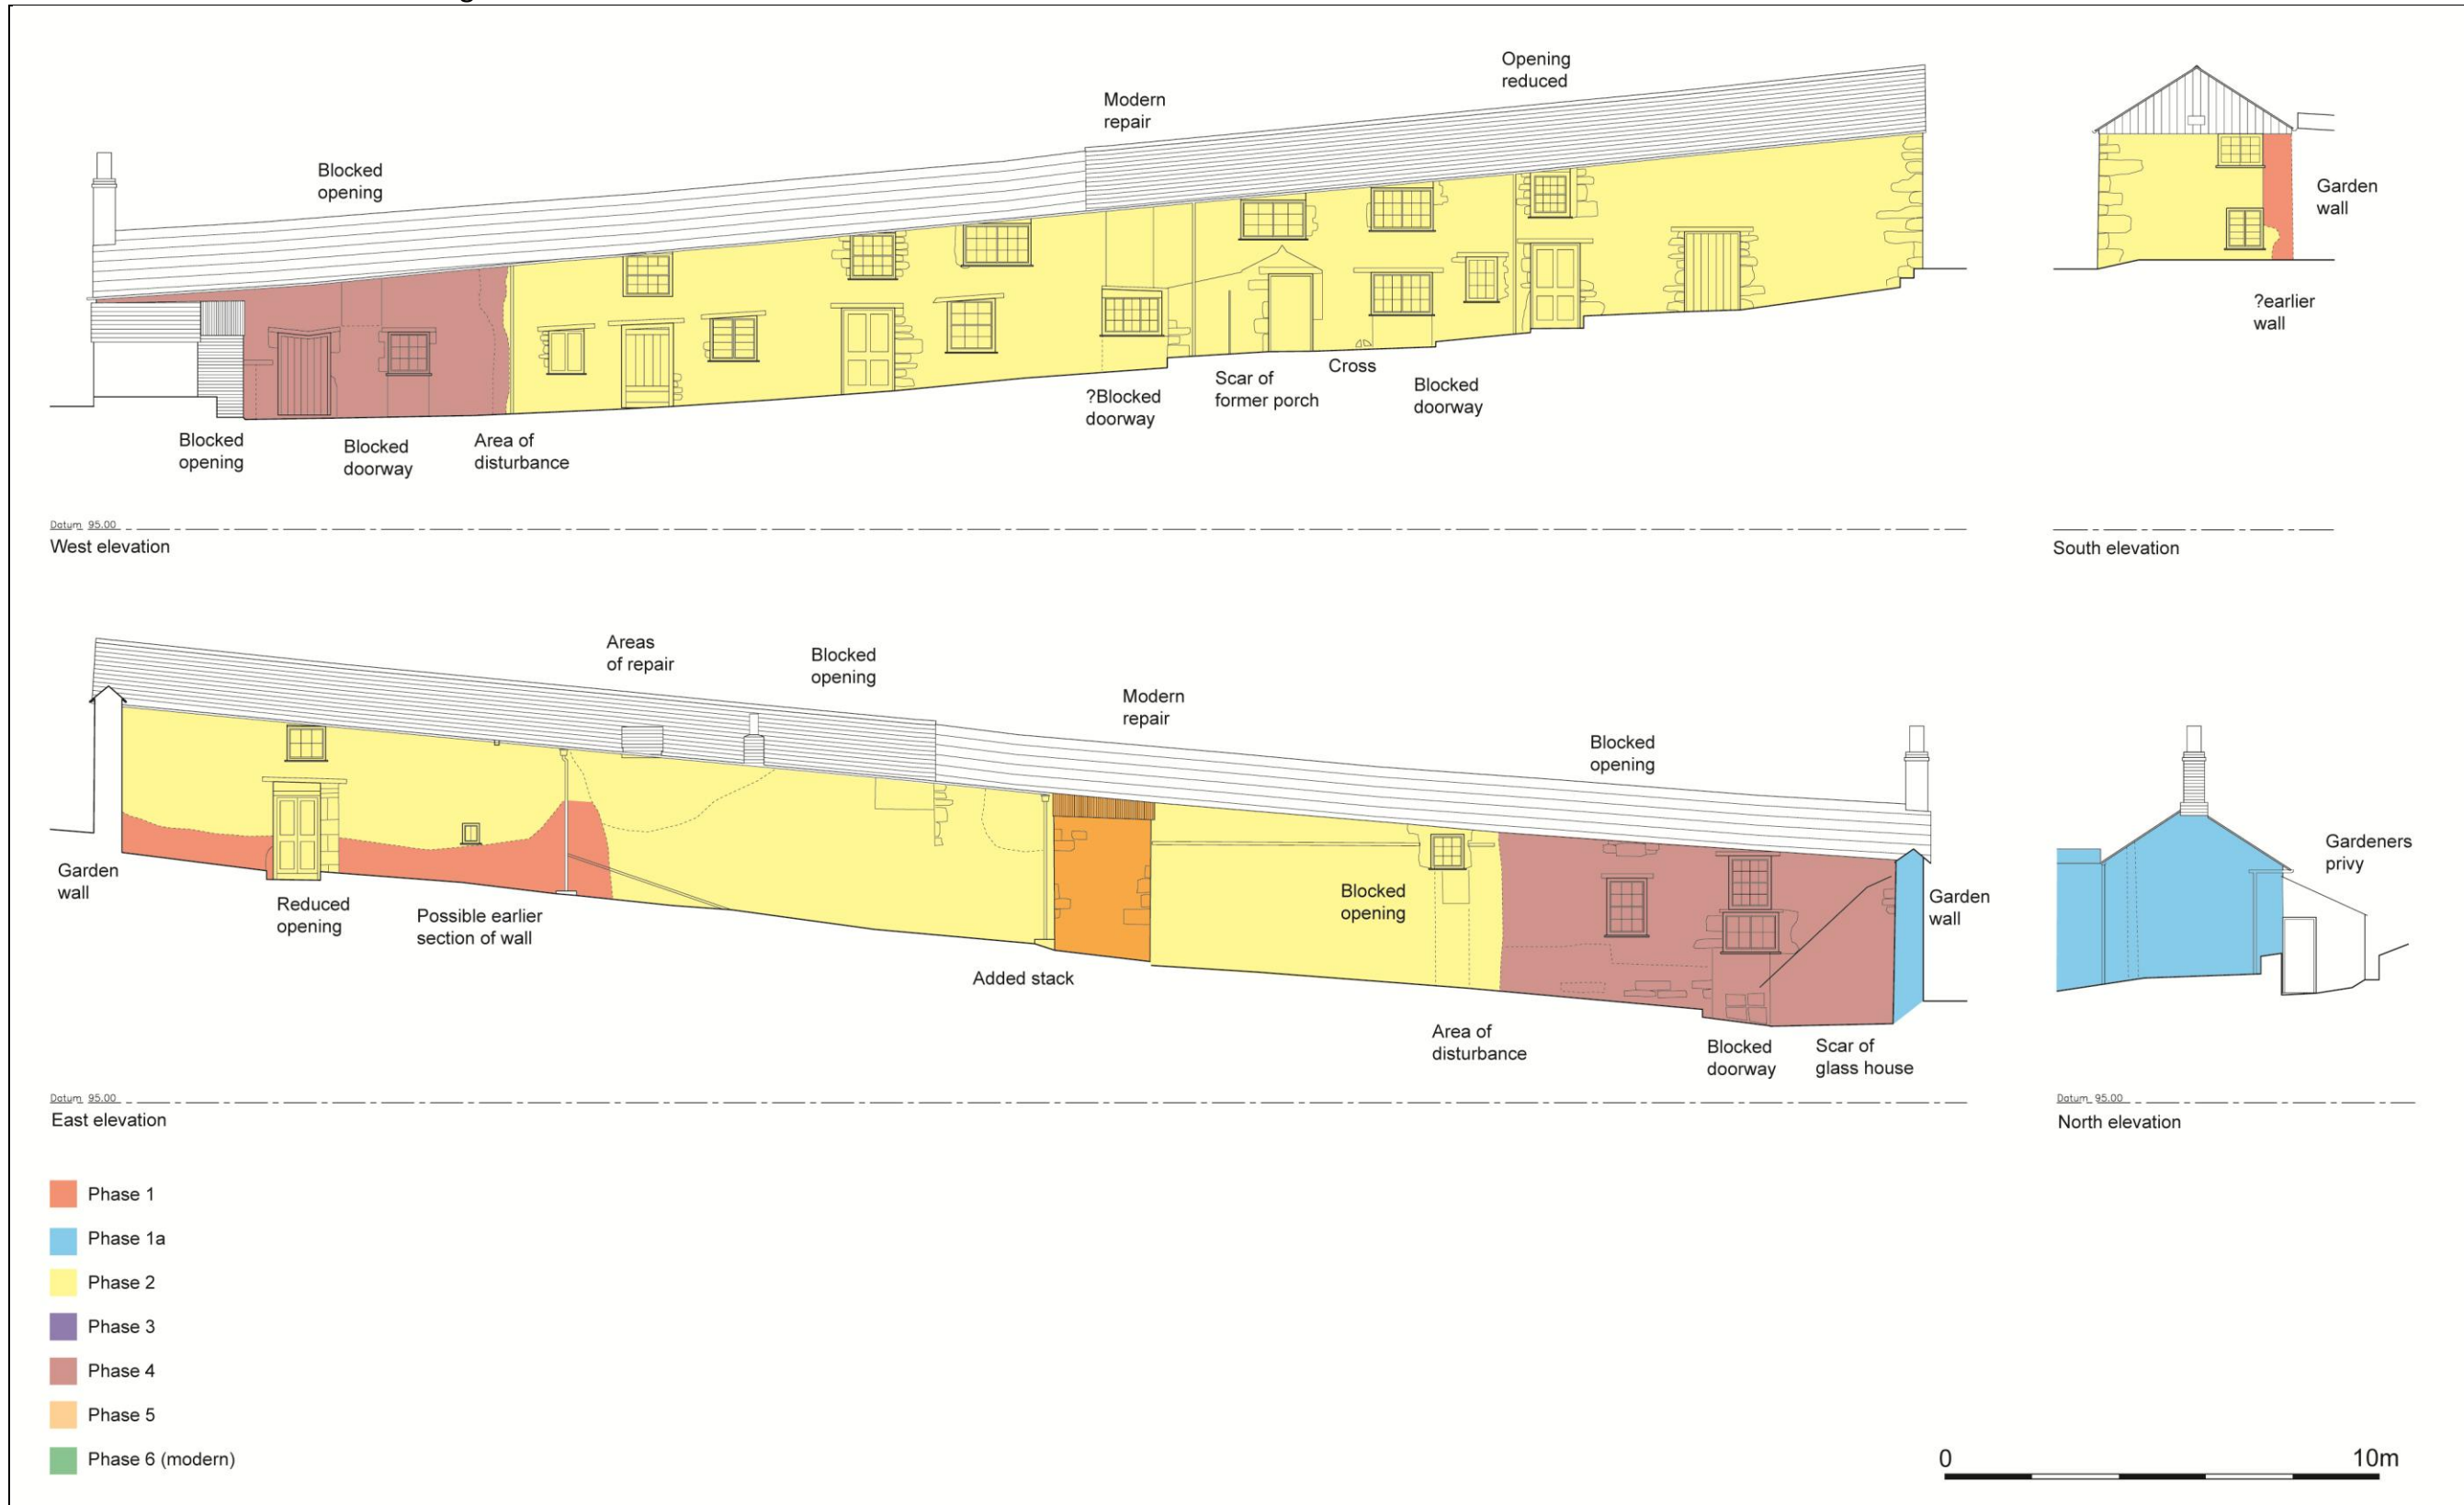 Opening
reduced
Modern
repair
Blocked
opening
Garden
wall
?earlier
wall
Cross
Scar of
former porch
Blocked
doorway
?Blocked
doorway
Blocked
opening
Blocked
doorway
Area of
disturbance
Datum 95.00
West elevation
South elevation
Areas
of repair
Blocked
opening
Modern
repair
Blocked
opening
Gardeners
privy
Garden
wall
Reduced
opening
Possible earlier
section of wall
Blocked
opening
Garden
wall
Added stack
Area of
disturbance
Blocked
doorway
Scar of
glass house
Datum 95.00
East elevation
Datum 95.00
North elevation
Phase 1
Phase 1a
Phase 2
Phase 3
Phase 4
Phase 5
Phase 6 (modern)
0 10m